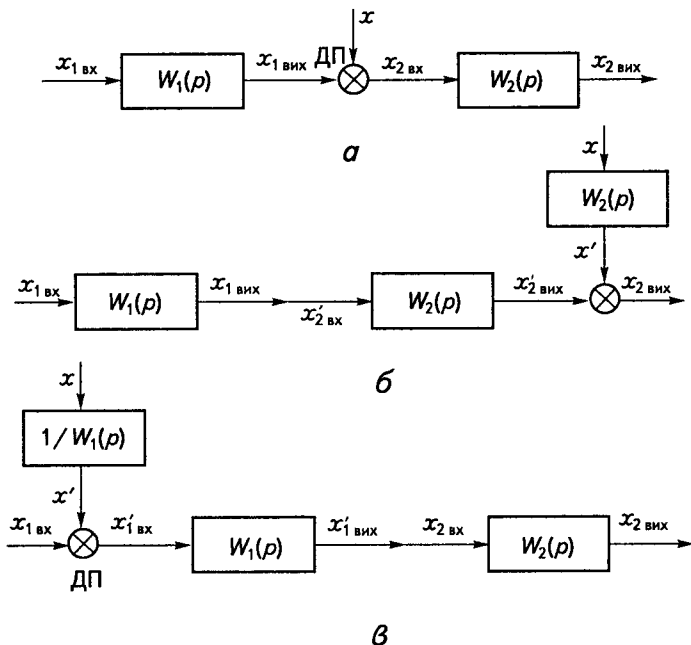 x
ДП
x₁ вх W₁(p) x₁ вих x₂ вх W₂(p) x₂ вих
а
x
W₂(p)
x′
x₁ вх W₁(p) x₁ вих x′₂ вх W₂(p) x′₂ вих x₂ вих
б
x
1/W₁(p)
x′
x₁ вх x′₁ вх W₁(p) x′₁ вих x₂ вх W₂(p) x₂ вих
ДП
в